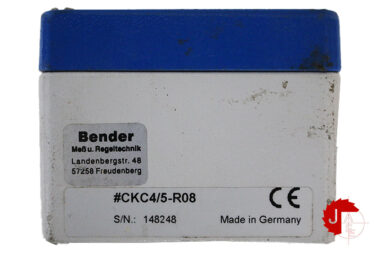 Bender
Meß u. Regeltechnik
Landenbergstr. 48
57258 Freudenberg
#CKC4/5-R08
CE
S/N.: 148248 Made in Germany
J